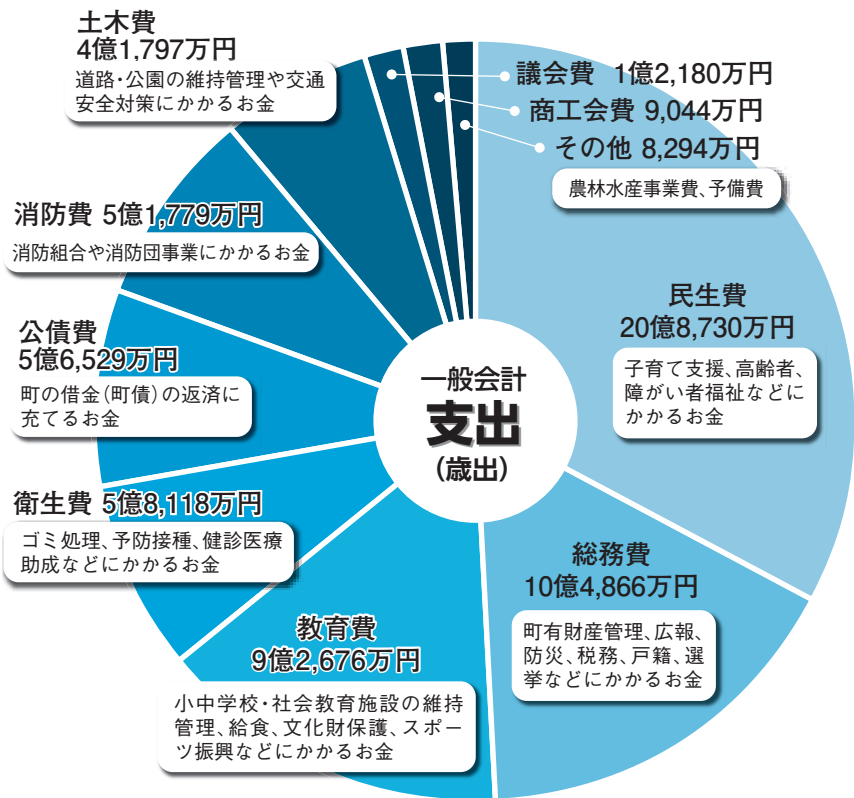 土木費
4億1,797万円
道路・公園の維持管理や交通
安全対策にかかるお金
議会費 1億2,180万円
商工会費 9,044万円
その他 8,294万円
農林水産事業費、予備費
消防費 5億1,779万円
消防組合や消防団事業にかかるお金
民生費
20億8,730万円
子育て支援、高齢者、
障がい者福祉などに
かかるお金
公債費
5億6,529万円
町の借金(町債)の返済に
充てるお金
一般会計
支出
(歳出)
衛生費 5億8,118万円
ゴミ処理、予防接種、健診医療
助成などにかかるお金
総務費
10億4,866万円
町有財産管理、広報、
防災、税務、戸籍、選
挙などにかかるお金
教育費
9億2,676万円
小中学校・社会教育施設の維持
管理、給食、文化財保護、スポー
ツ振興などにかかるお金